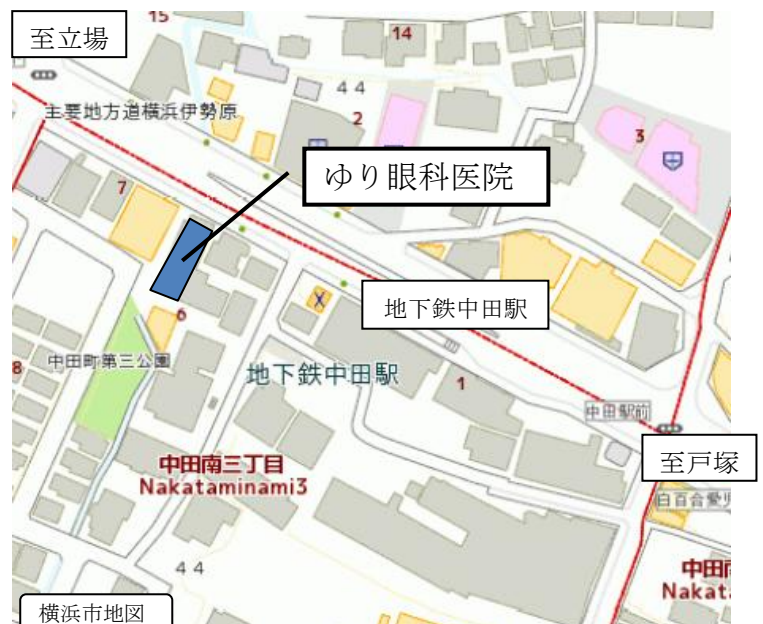 至立場
15
14
44
主要地方道横浜伊勢原
2
3
ゆり眼科医院
7
地下鉄中田駅
6
中田町第三公園
8
地下鉄中田駅
1
中田駅前
至戸塚
中田南三丁目
Nakataminami3
白百合愛児
44
中田
Nakat
横浜市地図